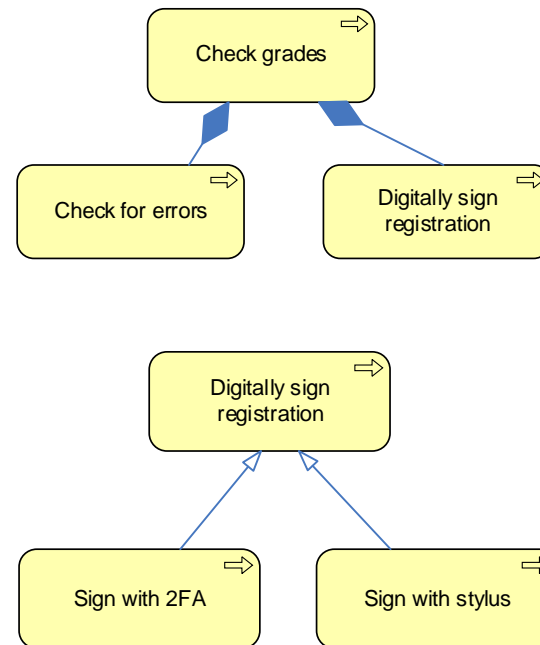 Check grades
Check for errors
Digitally sign
registration
Digitally sign
registration
Sign with 2FA
Sign with stylus